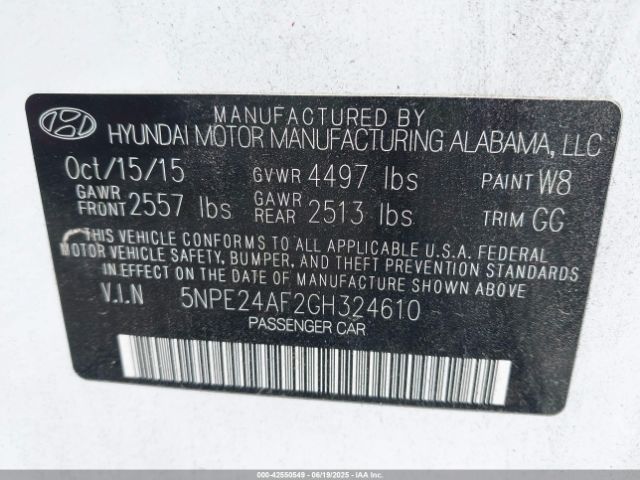 MANUFACTURED BY
HYUNDAI MOTOR MANUFACTURING ALABAMA, LLC
Oct/15/15 GVWR 4497 lbs PAINT W8
GAWR FRONT 2557 lbs GAWR REAR 2513 lbs TRIM GG
THIS VEHICLE CONFORMS TO ALL APPLICABLE U.S.A. FEDERAL
MOTOR VEHICLE SAFETY, BUMPER, AND THEFT PREVENTION STANDARDS
IN EFFECT ON THE DATE OF MANUFACTURE SHOWN ABOVE
V.I.N 5NPE24AF2GH324610
PASSENGER CAR
000-42550549 - 06/19/2025 - COPYRIGHT IAA, LLC.